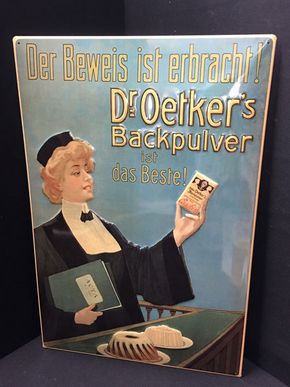 Der Beweis ist erbracht!
Dr. Oetker's
Backpulver
ist
das Beste!